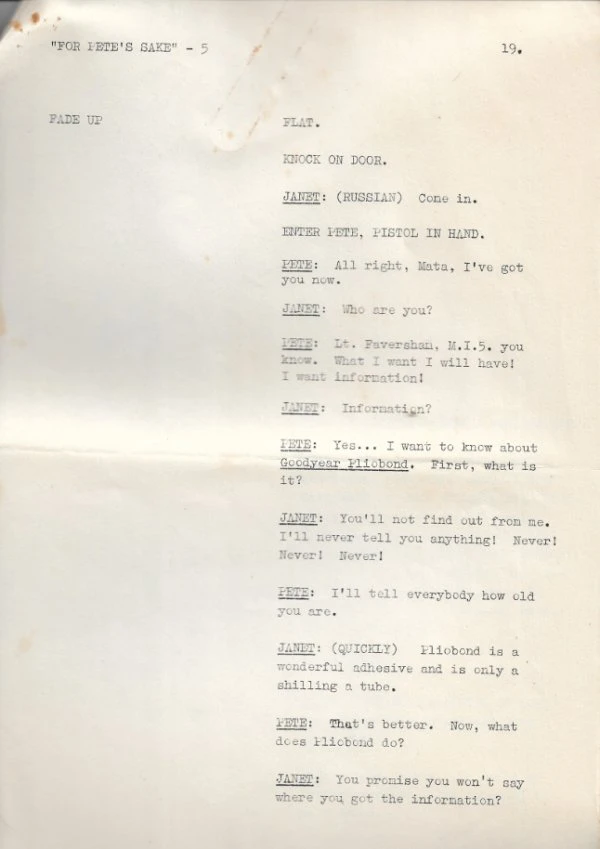 "FOR PETE'S SAKE" - 5 19.
FADE UP
FLAT.
KNOCK ON DOOR.
JANET: (RUSSIAN) Come in.
ENTER PETE, PISTOL IN HAND.
PETE: All right, Mata, I've got
you now.
JANET: Who are you?
PETE: Lt. Favershan, M.I.5. you
know. What I want I will have!
I want information!
JANET: Information?
PETE: Yes... I want to know about
Goodyear Pliobond. First, what is
it?
JANET: You'll not find out from me.
I'll never tell you anything! Never!
Never! Never!
PETE: I'll tell everybody how old
you are.
JANET: (QUICKLY) Pliobond is a
wonderful adhesive and is only a
shilling a tube.
PETE: That's better. Now, what
does Pliobond do?
JANET: You promise you won't say
where you got the information?